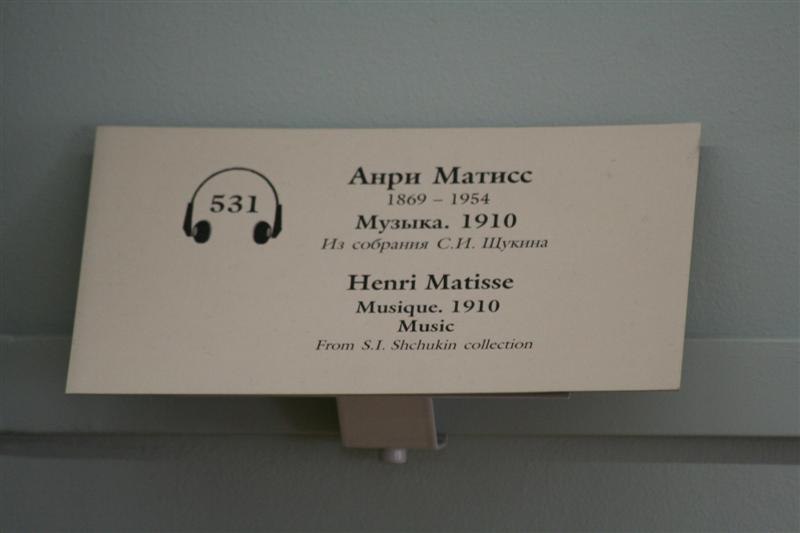 531
Анри Матисс
1869 – 1954
Музыка. 1910
Из собрания С.И. Щукина
Henri Matisse
Musique. 1910
Music
From S.I. Shchukin collection